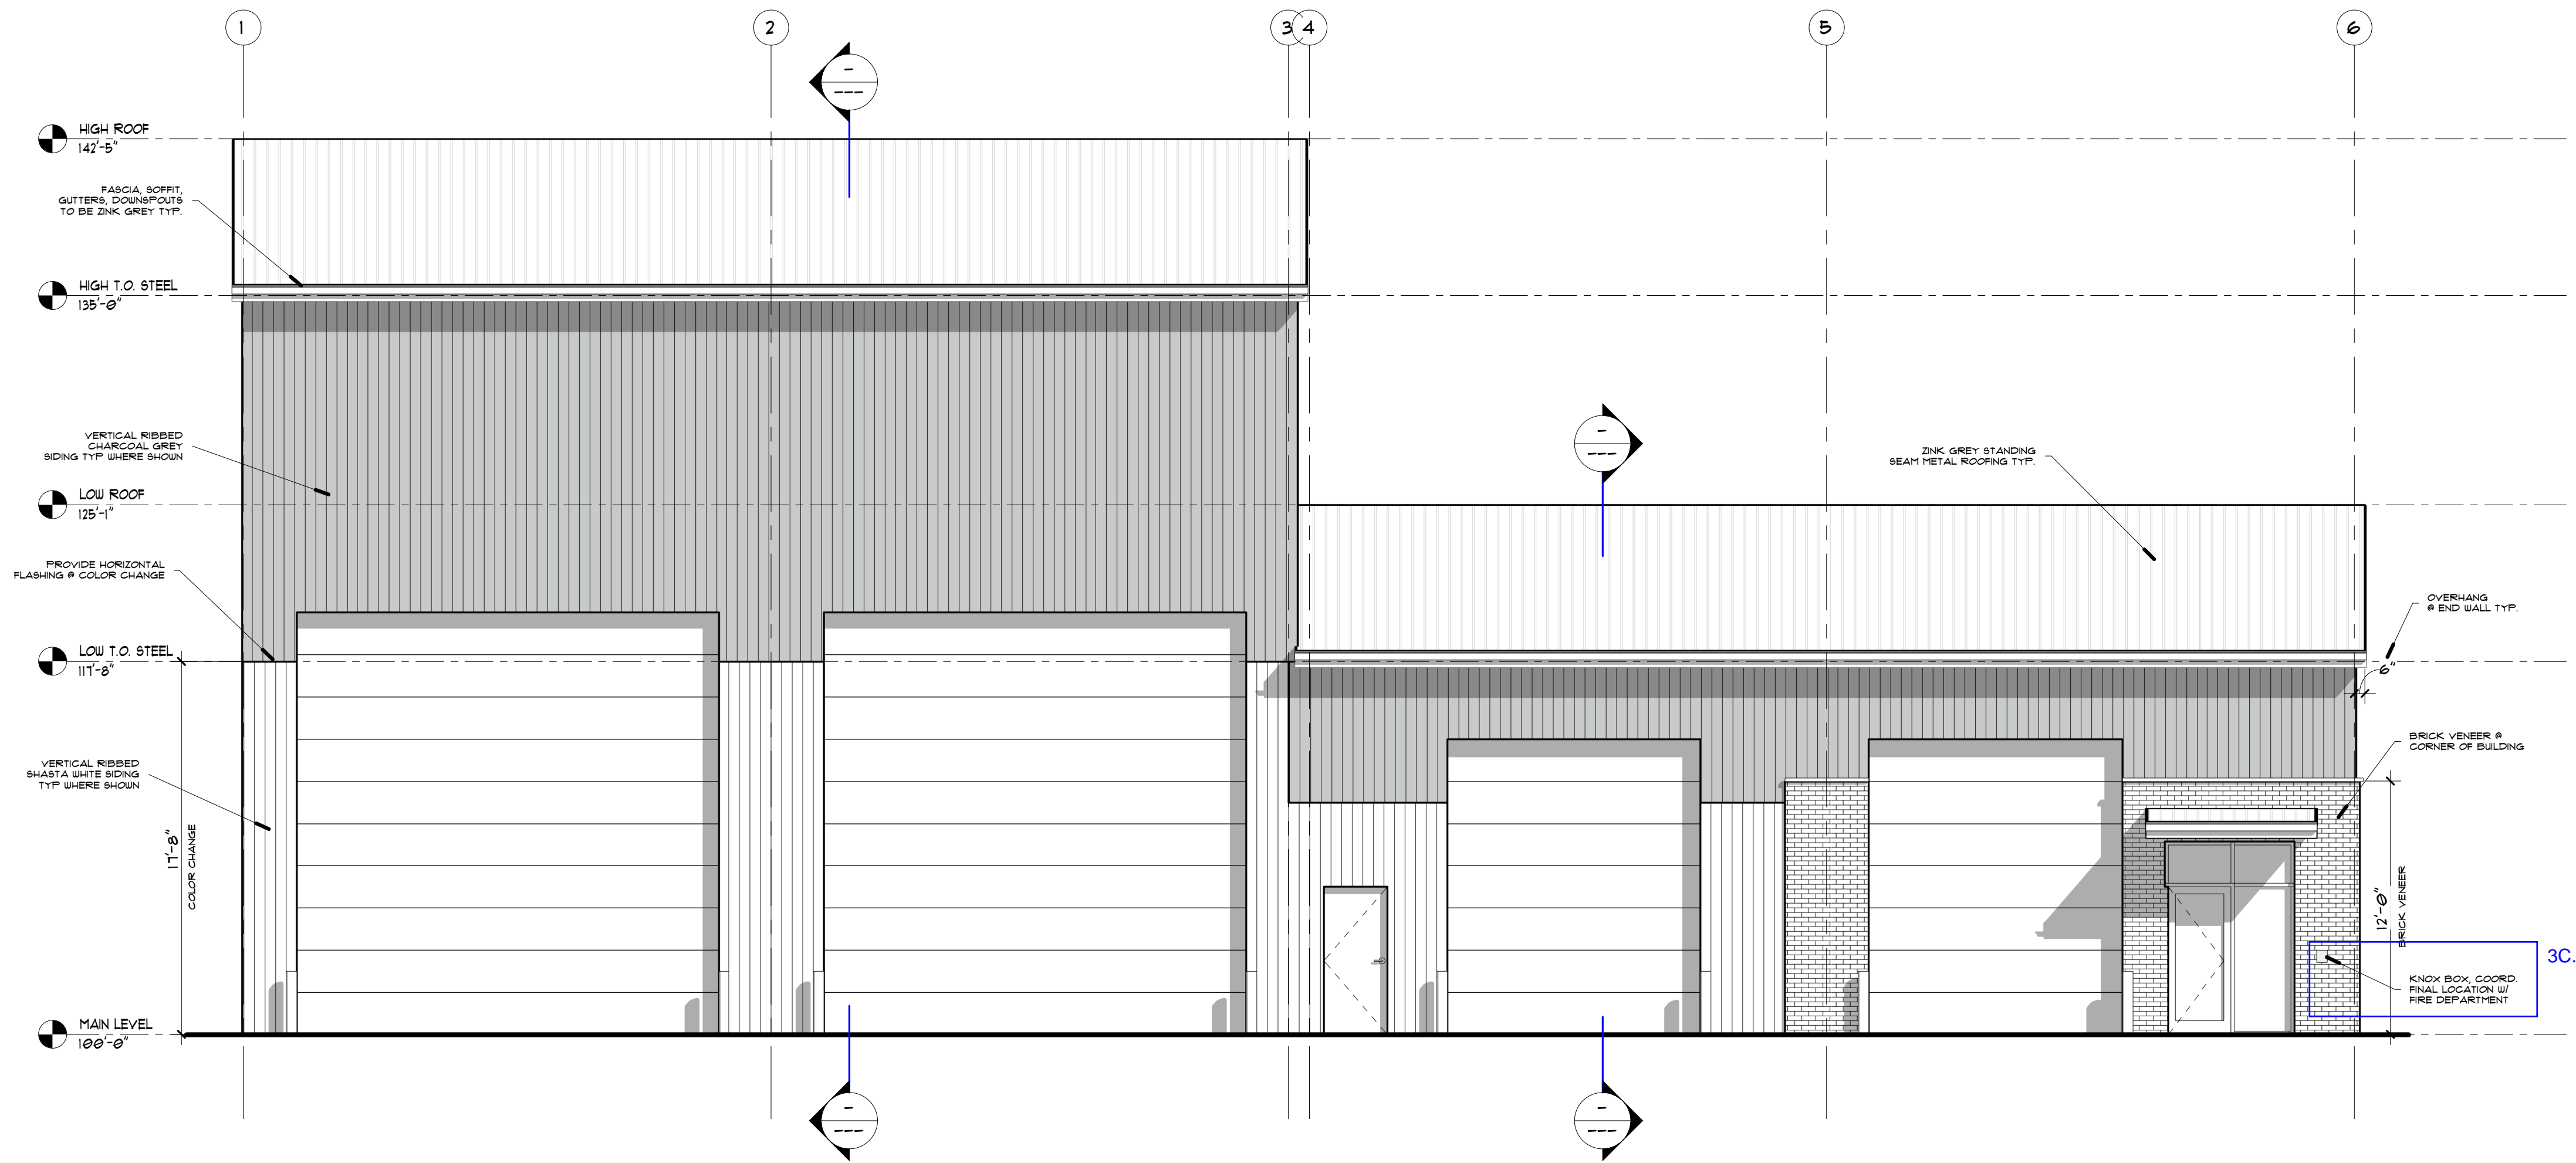 1
2
3
4
5
6
-
---
HIGH ROOF
142'-5"
FASCIA, SOFFIT,
GUTTERS, DOWNSPOUTS
TO BE ZINK GREY TYP.
HIGH T.O. STEEL
135'-0"
VERTICAL RIBBED
CHARCOAL GREY
SIDING TYP WHERE SHOWN
-
---
ZINK GREY STANDING
SEAM METAL ROOFING TYP.
LOW ROOF
125'-1"
PROVIDE HORIZONTAL
FLASHING @ COLOR CHANGE
OVERHANG
@ END WALL TYP.
LOW T.O. STEEL
117'-8"
6"
BRICK VENEER @
CORNER OF BUILDING
VERTICAL RIBBED
SHASTA WHITE SIDING
TYP WHERE SHOWN
17'-8"
COLOR CHANGE
12'-0"
BRICK VENEER
3C.
KNOX BOX, COORD.
FINAL LOCATION W/
FIRE DEPARTMENT
MAIN LEVEL
100'-0"
-
---
-
---